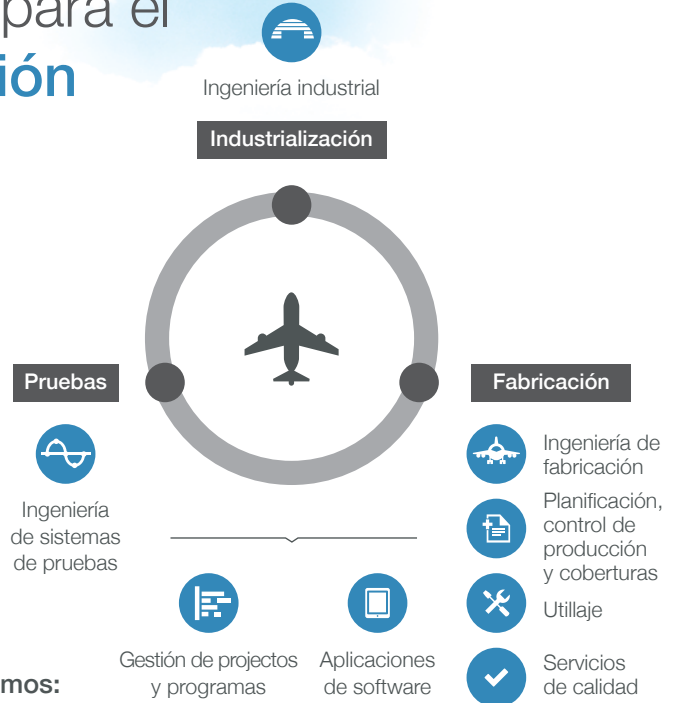 para el
ión
Ingeniería industrial
Industrialización
Pruebas
Fabricación
Ingeniería
de sistemas
de pruebas
Ingeniería de
fabricación
Planificación,
control de
producción
y coberturas
Utillaje
Servicios
de calidad
Gestión de projectos
y programas
Aplicaciones
de software
mos: